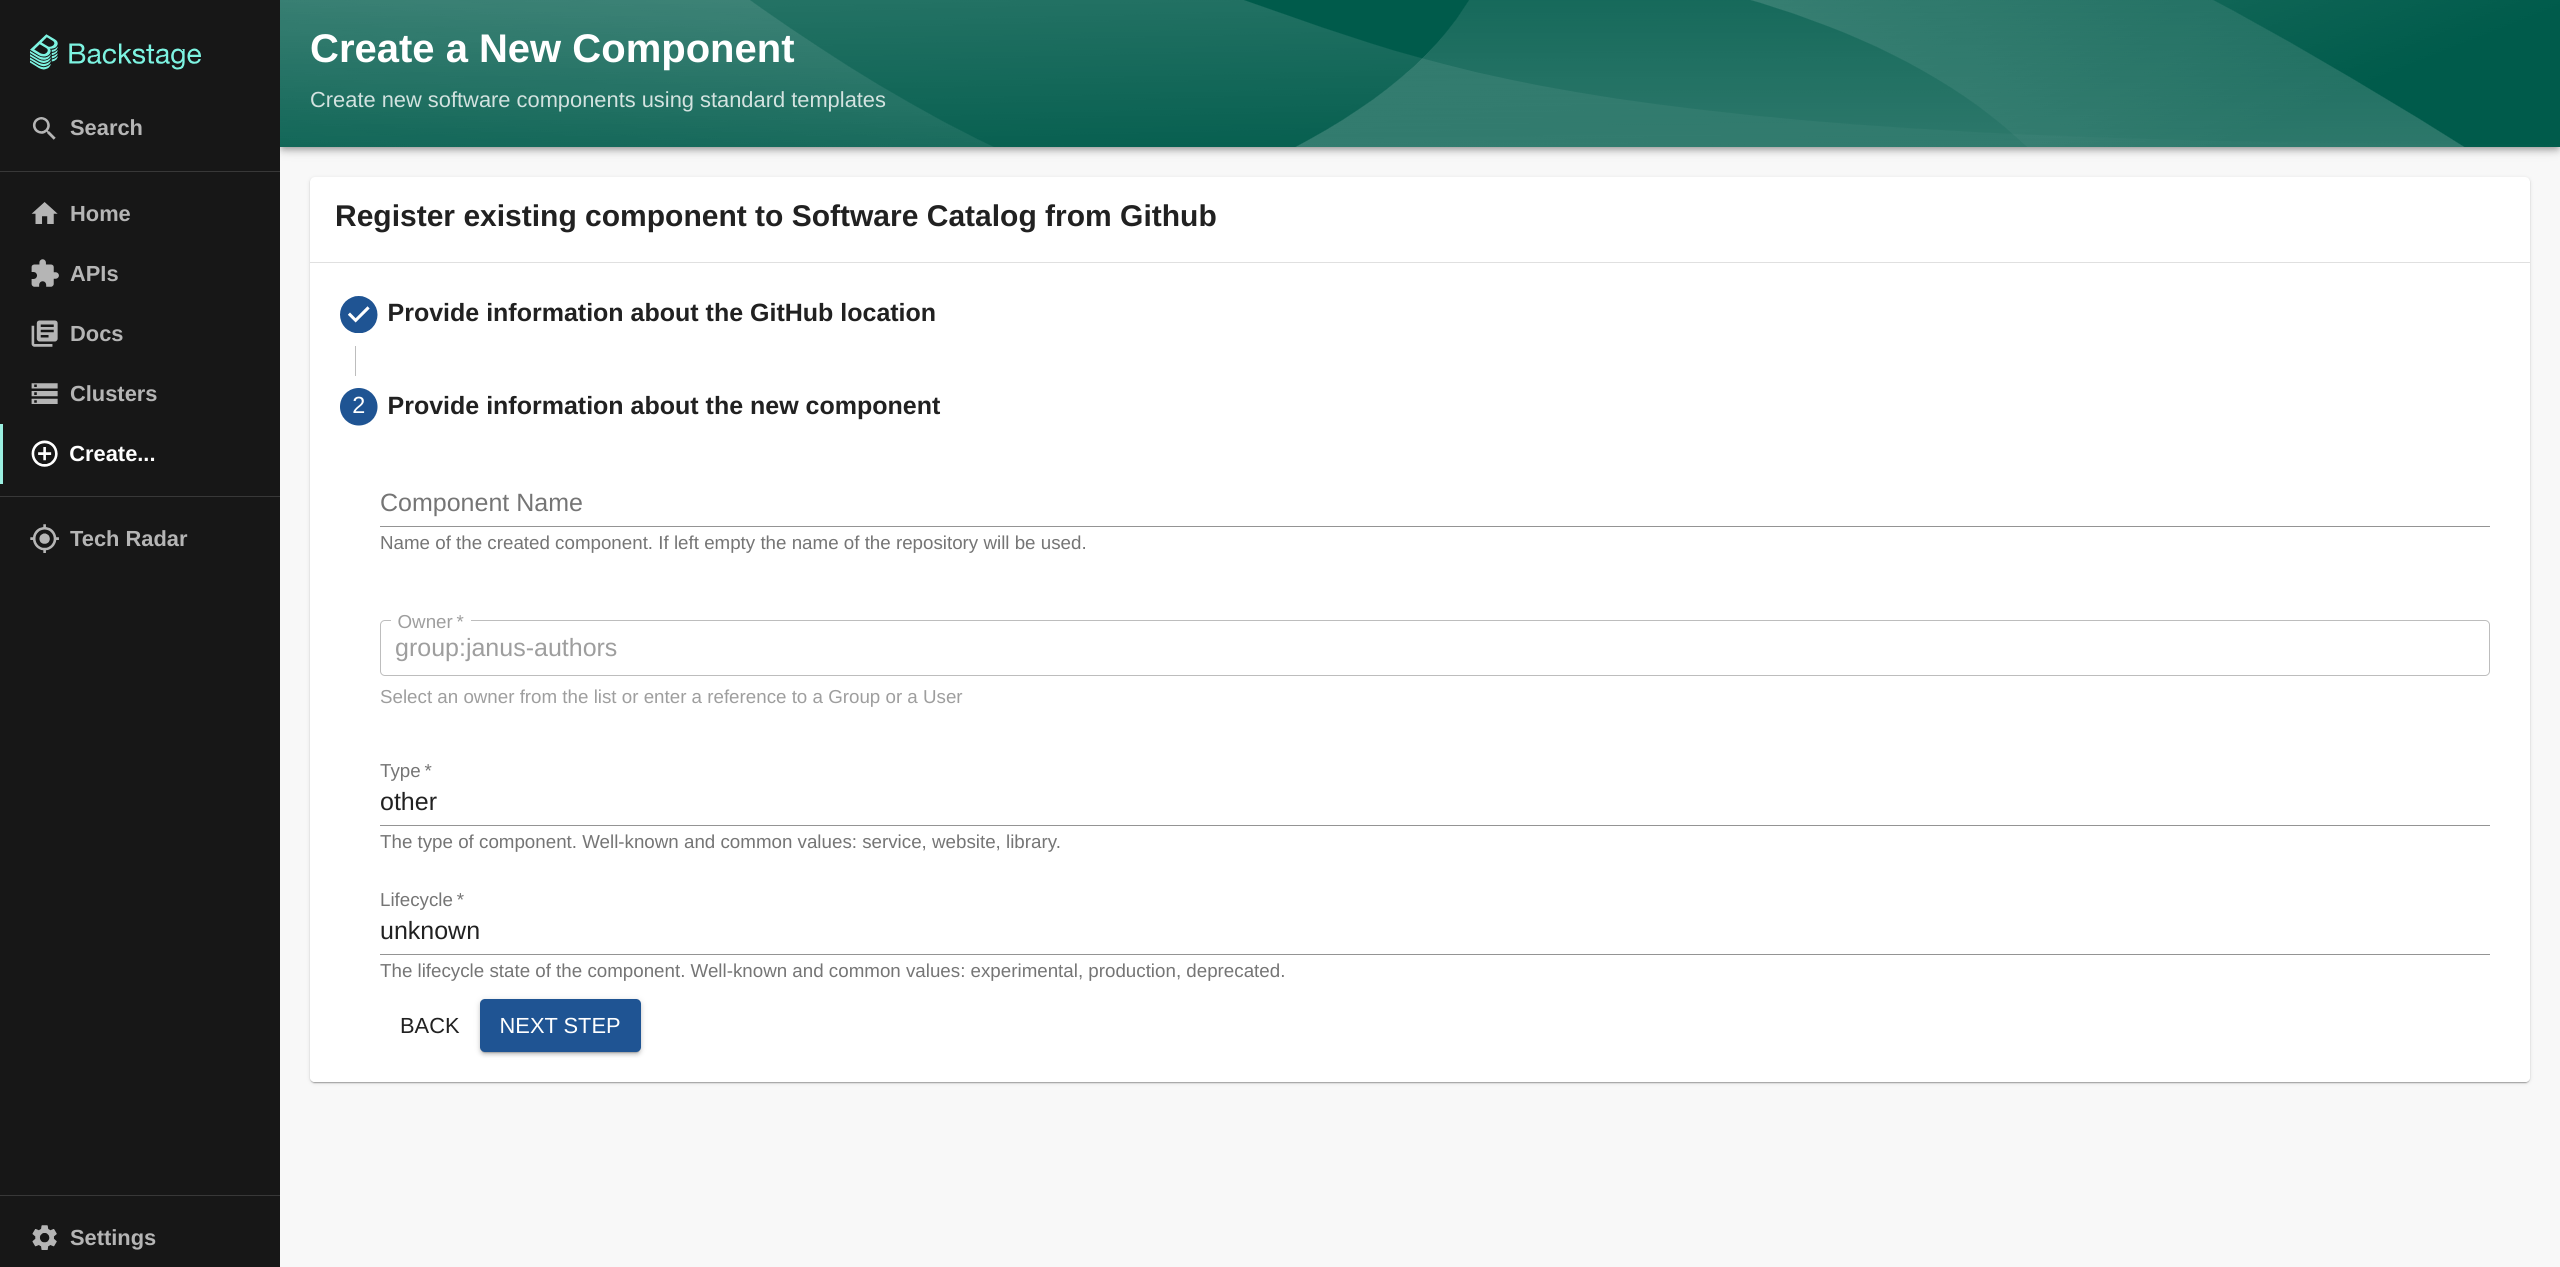 Backstage
Search
Home
APIs
Docs
Clusters
Create...
Tech Radar
Settings
Create a New Component
Create new software components using standard templates
Register existing component to Software Catalog from Github
Provide information about the GitHub location
2 Provide information about the new component
Component Name
Name of the created component. If left empty the name of the repository will be used.
Owner *
group:janus-authors
Select an owner from the list or enter a reference to a Group or a User
Type *
other
The type of component. Well-known and common values: service, website, library.
Lifecycle *
unknown
The lifecycle state of the component. Well-known and common values: experimental, production, deprecated.
BACK NEXT STEP